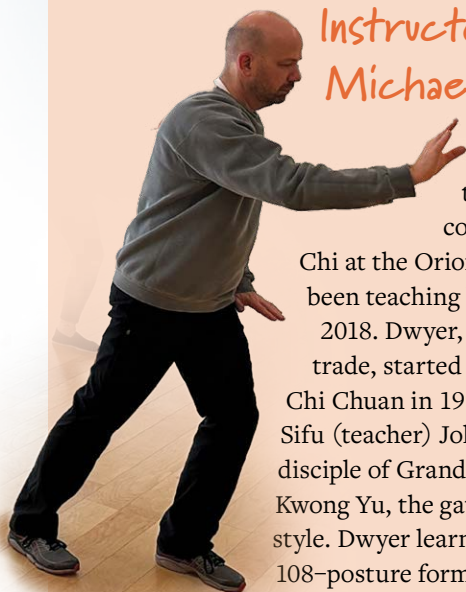 Instructo
Michae
t
co
Chi at the Orio
been teaching
2018. Dwyer,
trade, started
Chi Chuan in 19
Sifu (teacher) Jo
disciple of Grand
Kwong Yu, the ga
style. Dwyer learn
108–posture form